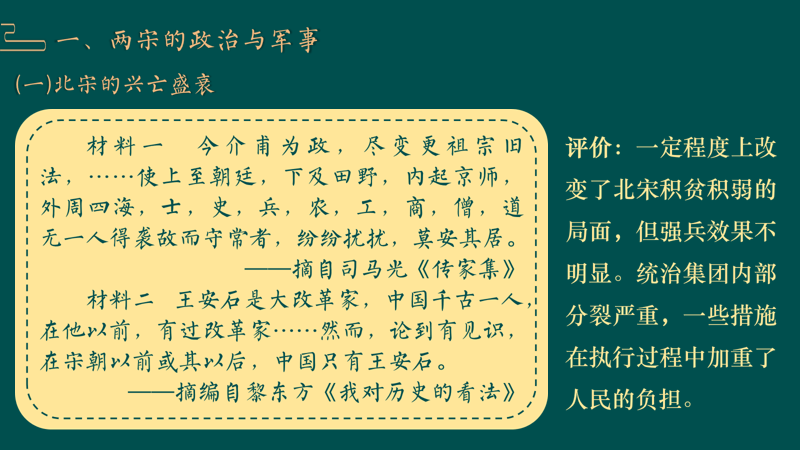 一、两宋的政治与军事
(一)北宋的兴亡盛衰
材料一 今介甫为政，尽变更祖宗旧
法，……使上至朝廷，下及田野，内起京师，
外周四海，士，吏，兵，农，工，商，僧，道
无一人得袭故而守常者，纷纷扰扰，莫安其居。
——摘自司马光《传家集》
材料二 王安石是大改革家，中国千古一人，
在他以前，有过改革家……然而，论到有见识，
在宋朝以前或其以后，中国只有王安石。
——摘编自黎东方《我对历史的看法》
评价：一定程度上改
变了北宋积贫积弱的
局面，但强兵效果不
明显。统治集团内部
分裂严重，一些措施
在执行过程中加重了
人民的负担。